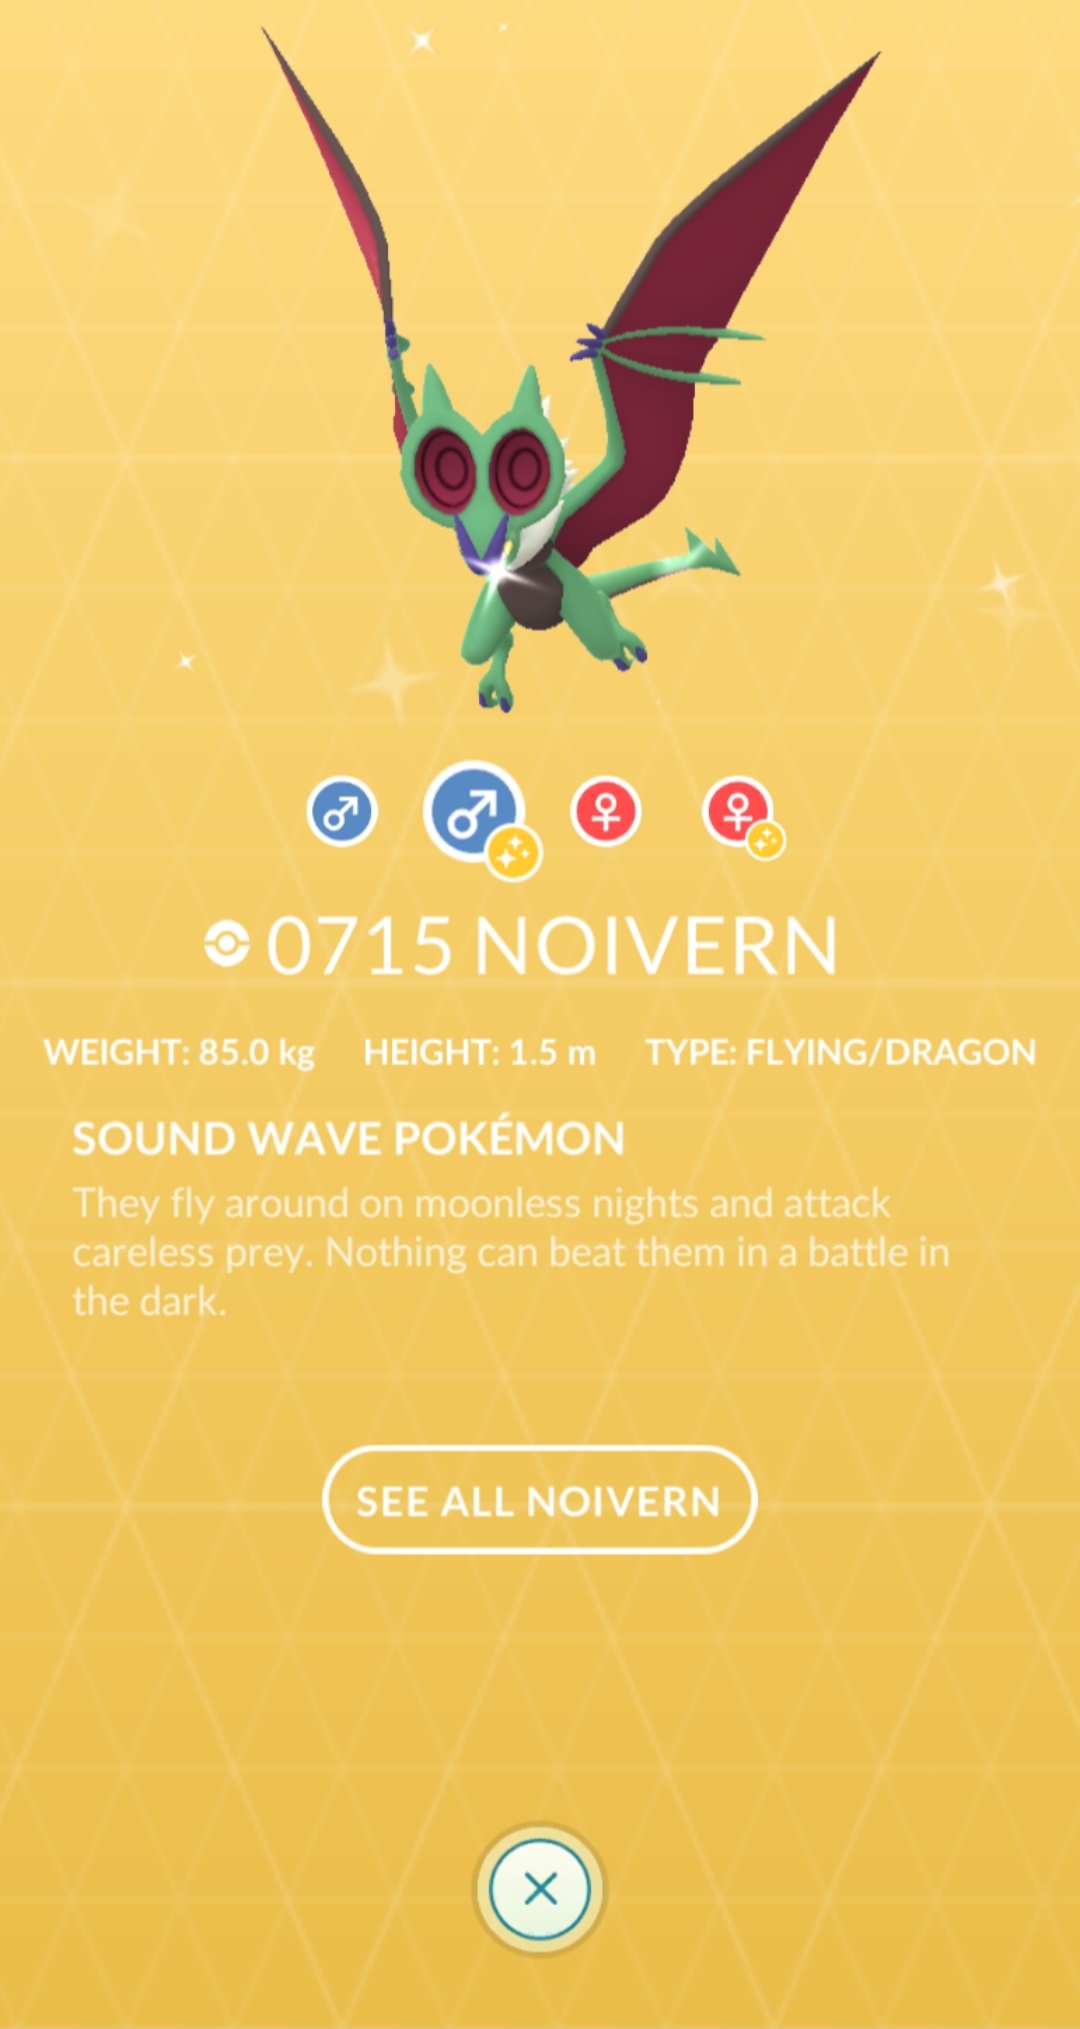 0715 NOIVERN
WEIGHT: 85.0 kg HEIGHT: 1.5 m TYPE: FLYING/DRAGON
SOUND WAVE POKÉMON
They fly around on moonless nights and attack
careless prey. Nothing can beat them in a battle in
the dark.
SEE ALL NOIVERN